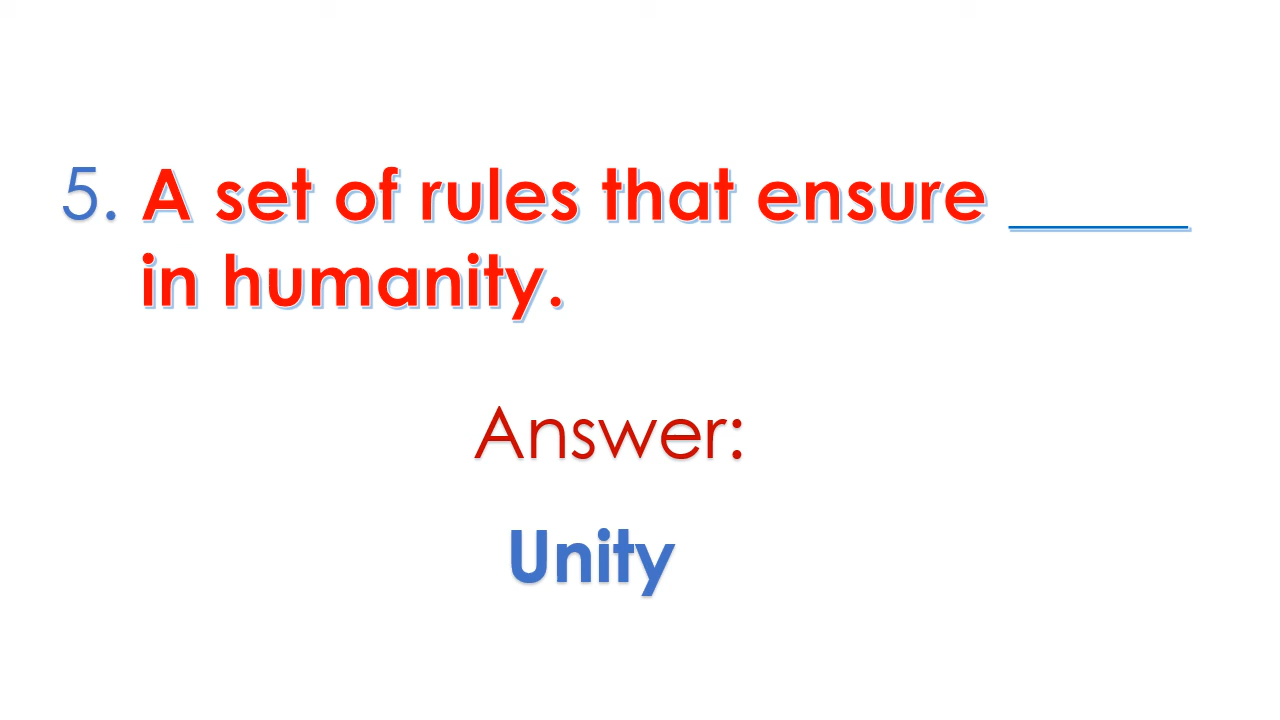 5. A set of rules that ensure ______
in humanity.
Answer:
Unity